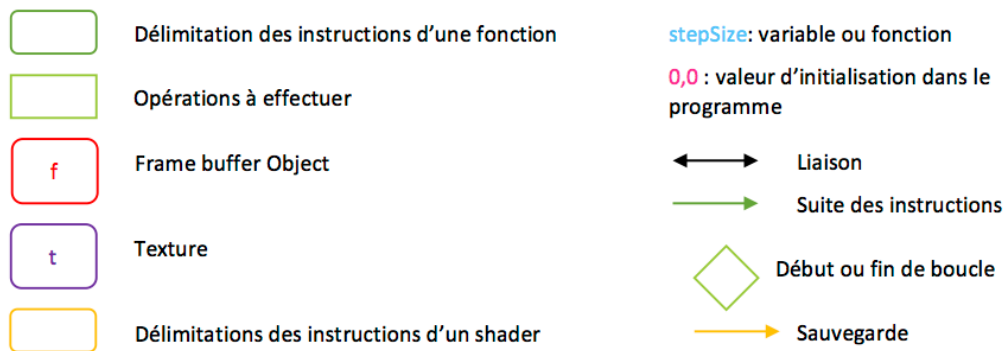 Délimitation des instructions d'une fonction
Opérations à effectuer
f
Frame buffer Object
t
Texture
Délimitations des instructions d'un shader
stepSize: variable ou fonction
0,0 : valeur d'initialisation dans le
programme
Liaison
Suite des instructions
Début ou fin de boucle
Sauvegarde